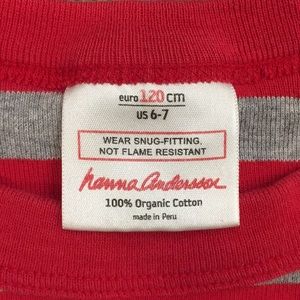 euro 120 cm
US 6-7
WEAR SNUG-FITTING.
NOT FLAME RESISTANT
hanna andersson
100% Organic Cotton
made in Peru